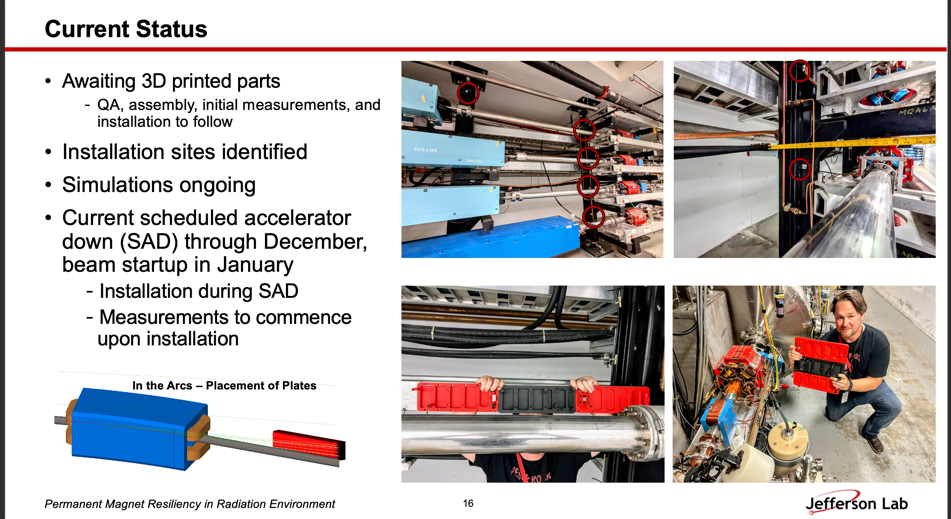 Current Status
• Awaiting 3D printed parts
- QA, assembly, initial measurements, and
installation to follow
• Installation sites identified
• Simulations ongoing
• Current scheduled accelerator
down (SAD) through December,
beam startup in January
- Installation during SAD
- Measurements to commence
upon installation
In the Arcs – Placement of Plates
Permanent Magnet Resiliency in Radiation Environment
16
Jefferson Lab